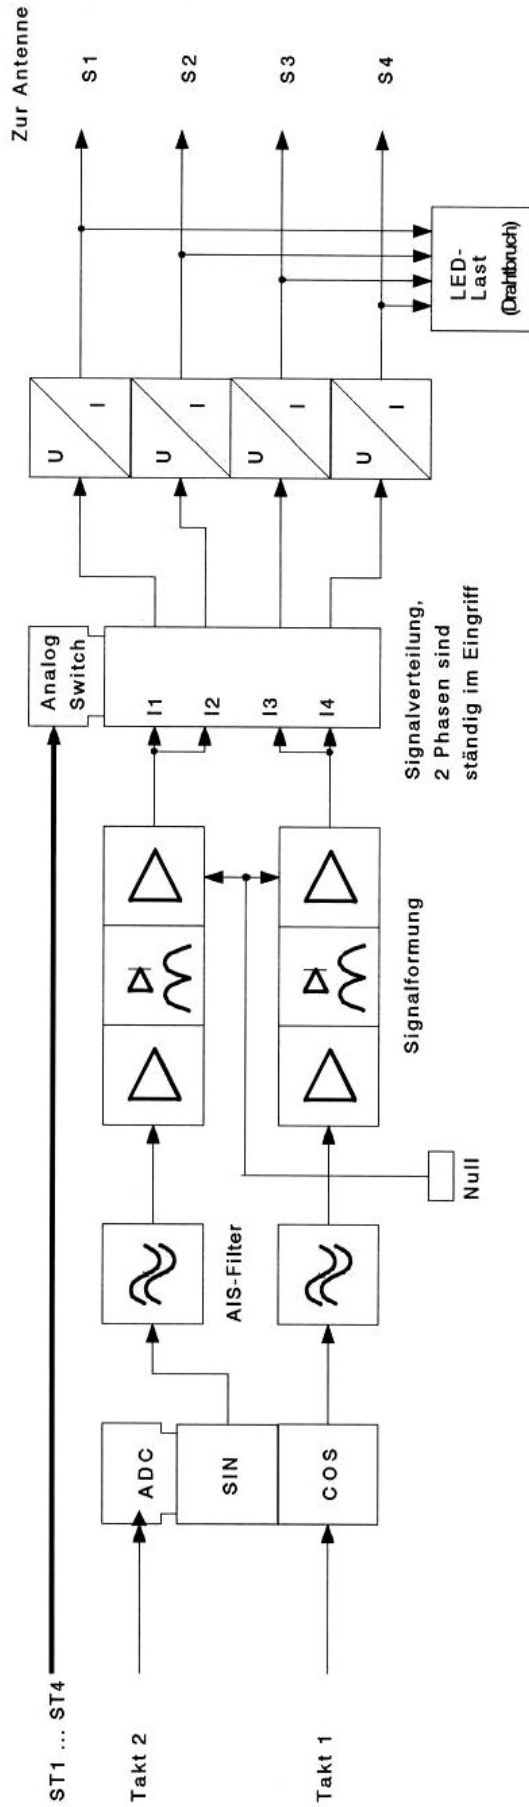 Zur Antenne
S1
S2
S3
S4
LED-
Last
(Drahtbruch)
U I
U I
U I
U I
Analog
Switch
I1
I2
I3
I4
Signalverteilung,
2 Phasen sind
ständig im Eingriff
Signalformung
Null
AIS-Filter
ADC
SIN
COS
ST1 ... ST4
Takt 2
Takt 1